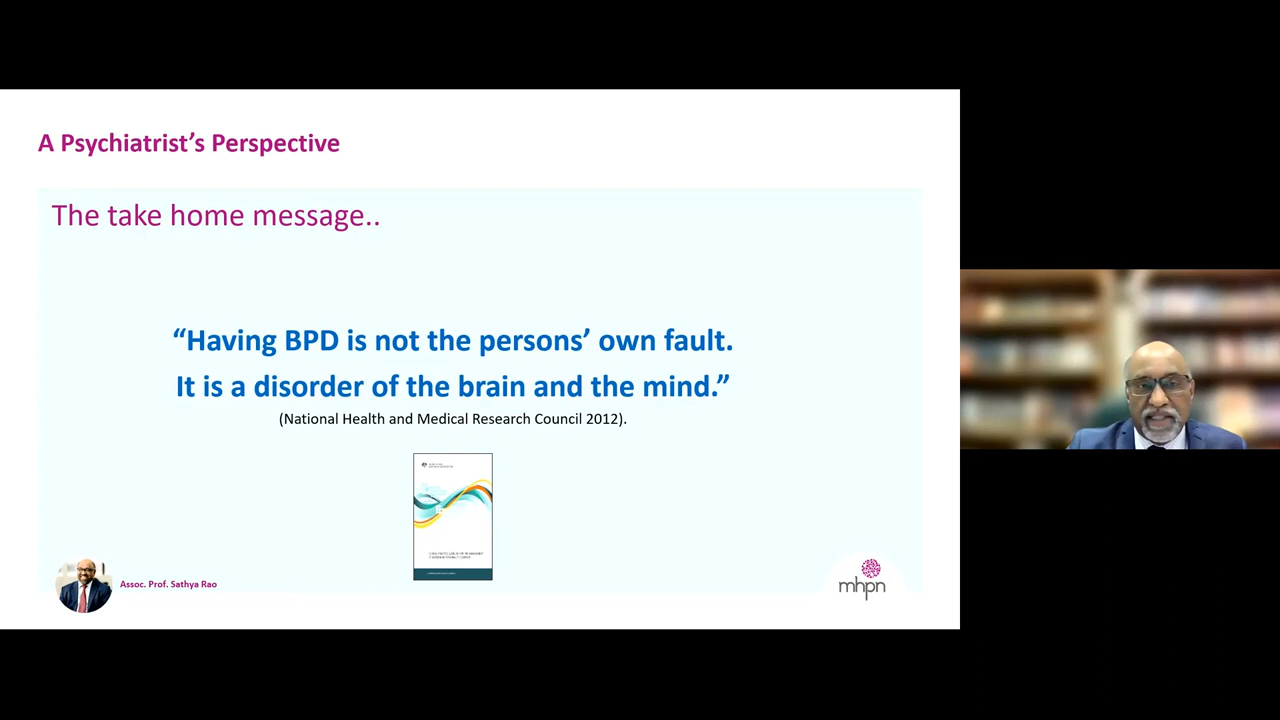 A Psychiatrist’s Perspective
The take home message..
“Having BPD is not the persons’ own fault.
It is a disorder of the brain and the mind.”
(National Health and Medical Research Council 2012).
Assoc. Prof. Sathya Rao
mhpn